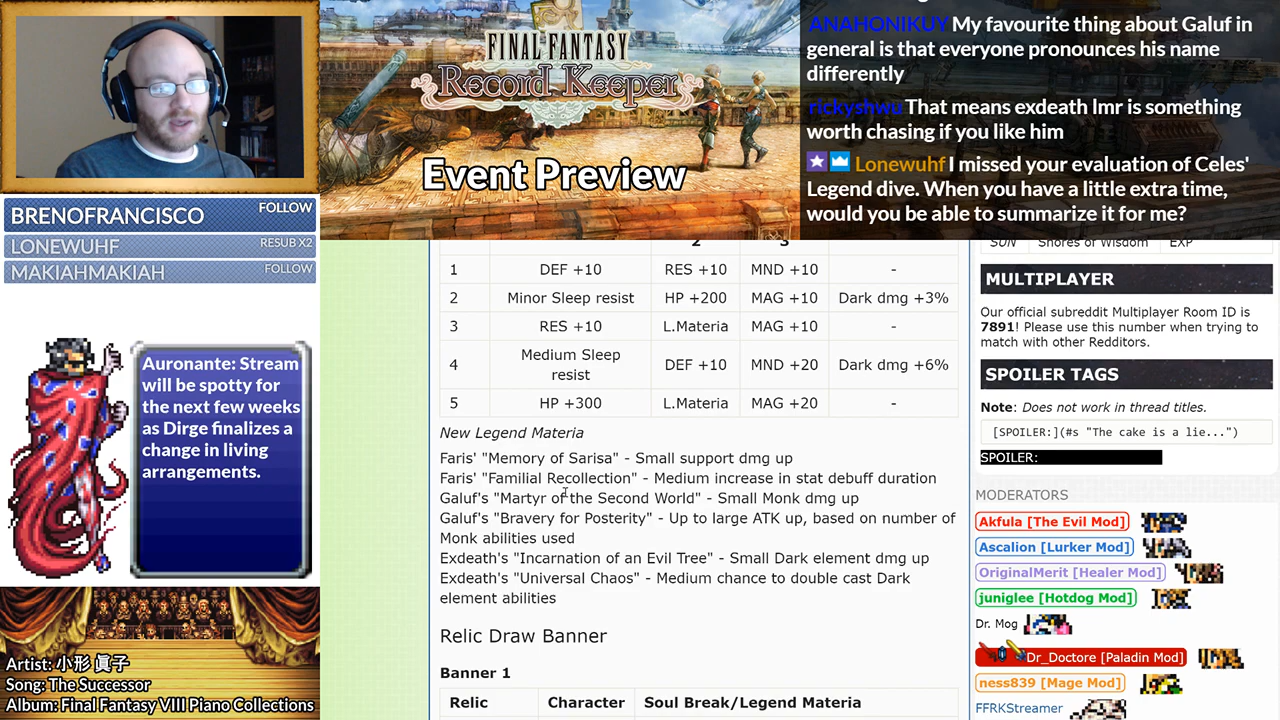 BRENOFRANCISCO FOLLOW
LONEWUHF RESUB X2
MAKIAHMAKIAH FOLLOW
Auronante: Stream
will be spotty for
the next few weeks
as Dirge finalizes a
change in living
arrangements.
Artist: 小形 眞子
Song: The Successor
Album: Final Fantasy VIII Piano Collections
FINAL FANTASY
Record Keeper
Event Preview
ANAHONIKUY My favourite thing about Galuf in
general is that everyone pronounces his name
differently
rickyshwu That means exdeath lmr is something
worth chasing if you like him
Lonewuhf I missed your evaluation of Celes'
Legend dive. When you have a little extra time,
would you be able to summarize it for me?
2 3
1 DEF +10 RES +10 MND +10 -
2 Minor Sleep resist HP +200 MAG +10 Dark dmg +3%
3 RES +10 L.Materia MAG +10 -
4 Medium Sleep
resist DEF +10 MND +20 Dark dmg +6%
5 HP +300 L.Materia MAG +20 -
New Legend Materia
Faris' "Memory of Sarisa" - Small support dmg up
Faris' "Familial Recollection" - Medium increase in stat debuff duration
Galuf's "Martyr of the Second World" - Small Monk dmg up
Galuf's "Bravery for Posterity" - Up to large ATK up, based on number of
Monk abilities used
Exdeath's "Incarnation of an Evil Tree" - Small Dark element dmg up
Exdeath's "Universal Chaos" - Medium chance to double cast Dark
element abilities
Relic Draw Banner
Banner 1
Relic Character Soul Break/Legend Materia
SUN Shores of Wisdom EXP
MULTIPLAYER
Our official subreddit Multiplayer Room ID is
7891! Please use this number when trying to
match with other Redditors.
SPOILER TAGS
Note: Does not work in thread titles.
[SPOILER:](#s "The cake is a lie...")
SPOILER:
MODERATORS
Akfula [The Evil Mod]
Ascalion [Lurker Mod]
OriginalMerit [Healer Mod]
juniglee [Hotdog Mod]
Dr. Mog
Dr_Doctore [Paladin Mod]
ness839 [Mage Mod]
FFRKStreamer